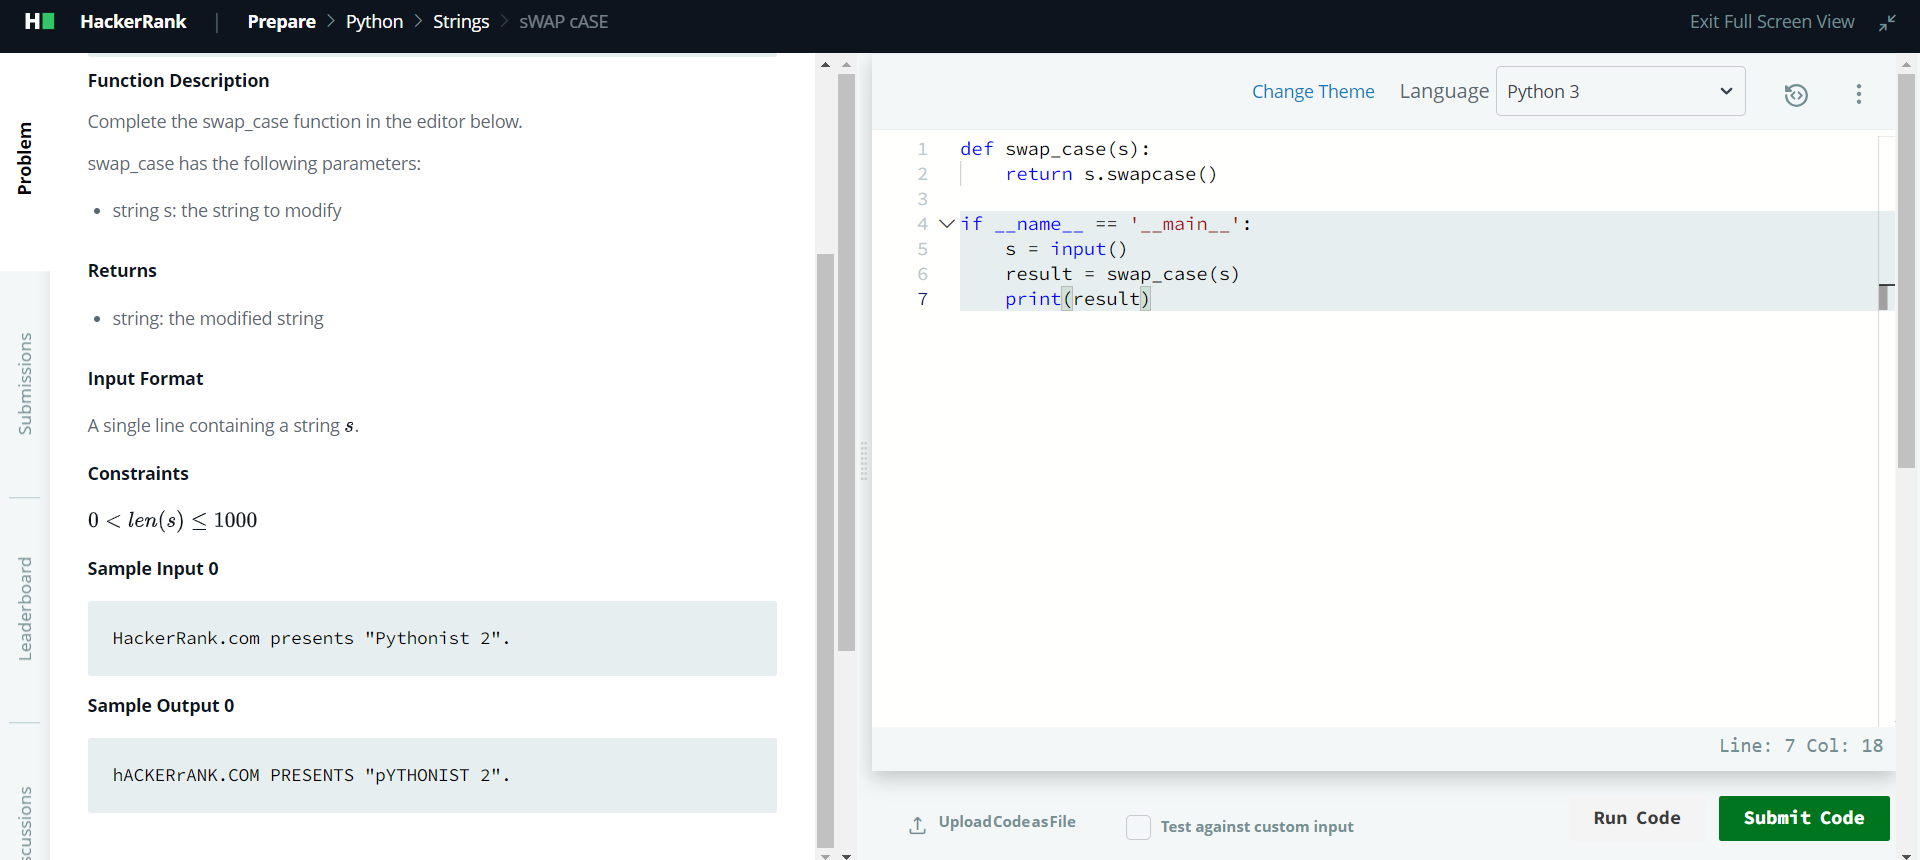 HackerRank | Prepare > Python > Strings > sWAP cASE
Exit Full Screen View
Problem
Submissions
Leaderboard
cussions
Function Description
Complete the swap_case function in the editor below.
swap_case has the following parameters:
• string s: the string to modify
Returns
• string: the modified string
Input Format
A single line containing a string s.
Constraints
0 < len(s) ≤ 1000
Sample Input 0
HackerRank.com presents "Pythonist 2".
Sample Output 0
hACKERrANK.COM PRESENTS "pYTHONIST 2".
Change Theme Language Python 3
1 def swap_case(s):
2     return s.swapcase()
3
4 if __name__ == '__main__':
5     s = input()
6     result = swap_case(s)
7     print(result)
Line: 7 Col: 18
Upload Code as File
Test against custom input
Run Code
Submit Code